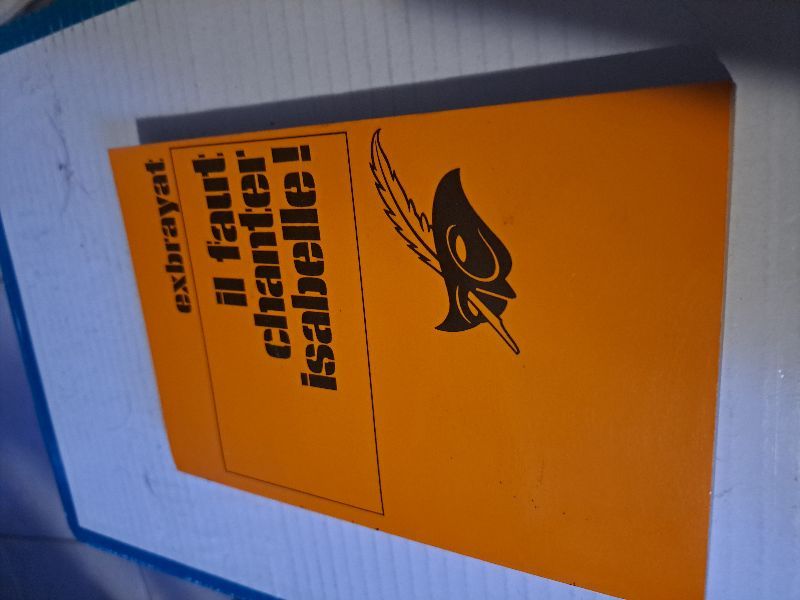 exbrayat
il faut
chanter
isabelle!